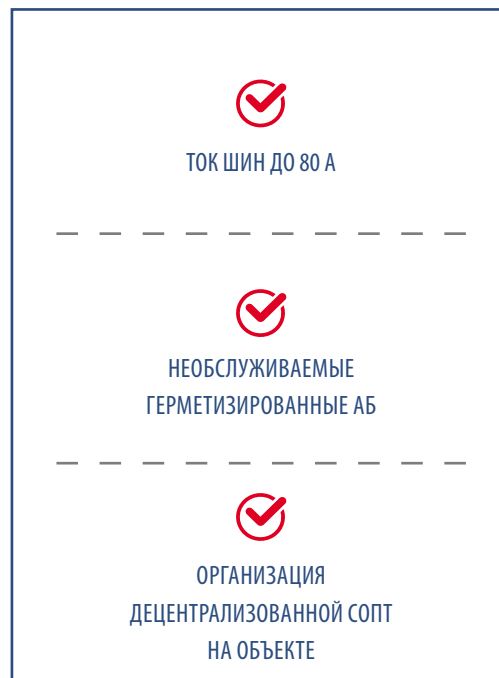 ТОК ШИН ДО 80 А
НЕОБСЛУЖИВАЕМЫЕ
ГЕРМЕТИЗИРОВАННЫЕ АБ
ОРГАНИЗАЦИЯ
ДЕЦЕНТРАЛИЗОВАННОЙ СОПТ
НА ОБЪЕКТЕ